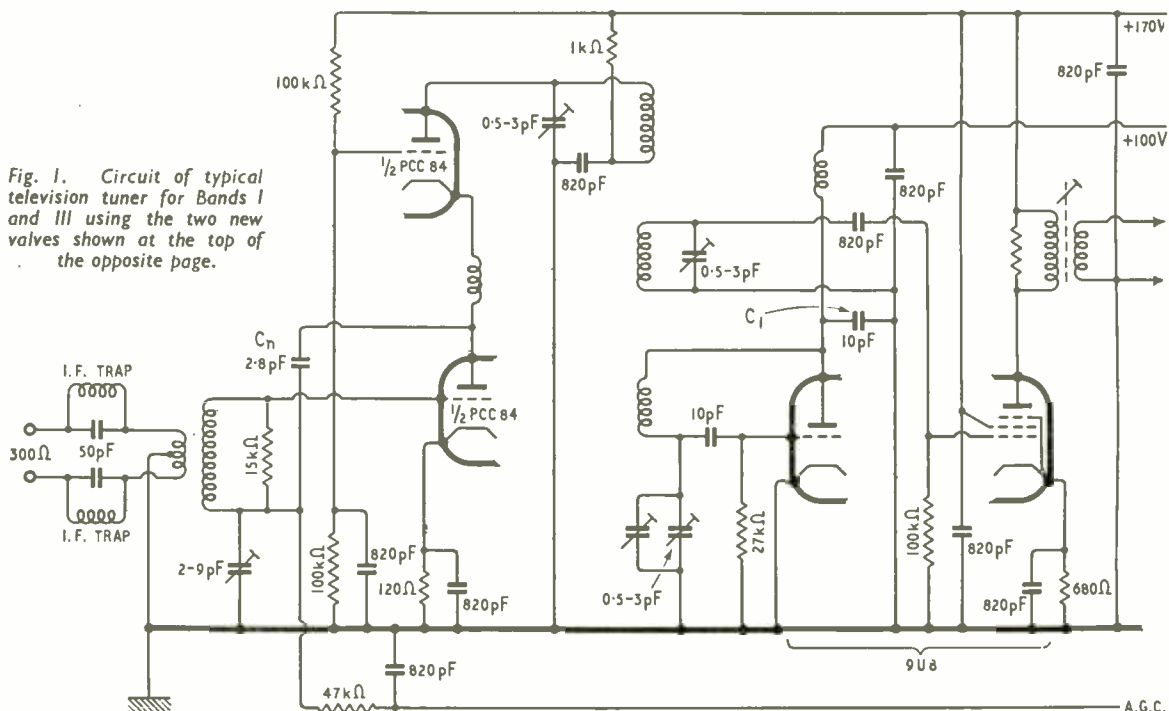 Fig. 1. Circuit of typical
television tuner for Bands I
and III using the two new
valves shown at the top of
the opposite page.
+170V
1kΩ
820pF
100kΩ
0·5-3pF
+100V
½ PCC 84
820pF
820pF
820pF
0·5-3pF
C1
10pF
Cn
2·8pF
I.F. TRAP
½ PCC 84
10pF
300Ω
50pF
15kΩ
I.F. TRAP
27kΩ
100kΩ
2-9pF
100kΩ
820pF
120Ω
820pF
0·5-3pF
820pF
820pF
680Ω
9U8
820pF
47kΩ
A.G.C.